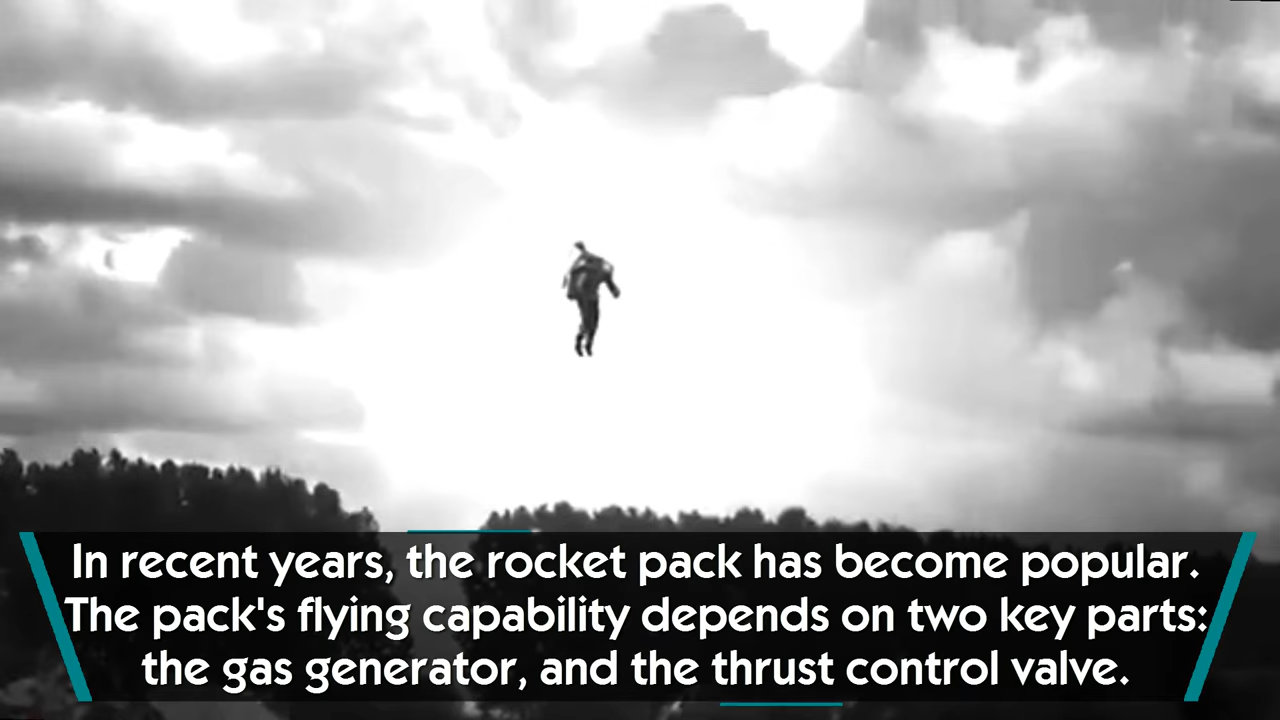 In recent years, the rocket pack has become popular.
The pack's flying capability depends on two key parts:
the gas generator, and the thrust control valve.